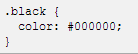 .black {
  color: #000000;
}